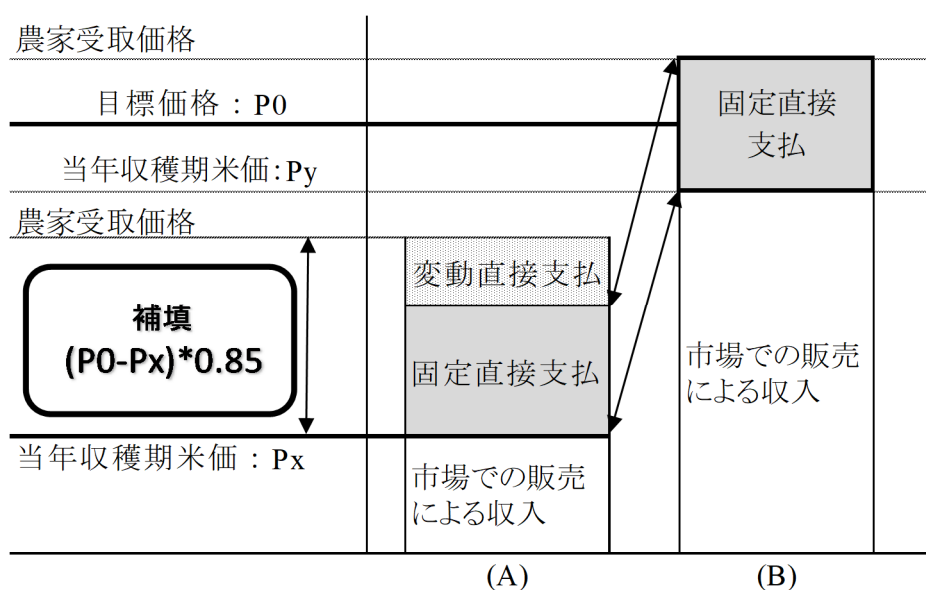 農家受取価格
目標価格：P0
当年収穫期米価：Py
農家受取価格
補填
(P0-Px)*0.85
当年収穫期米価：Px
変動直接支払
固定直接支払
市場での販売
による収入
(A)
固定直接
支払
市場での販売
による収入
(B)